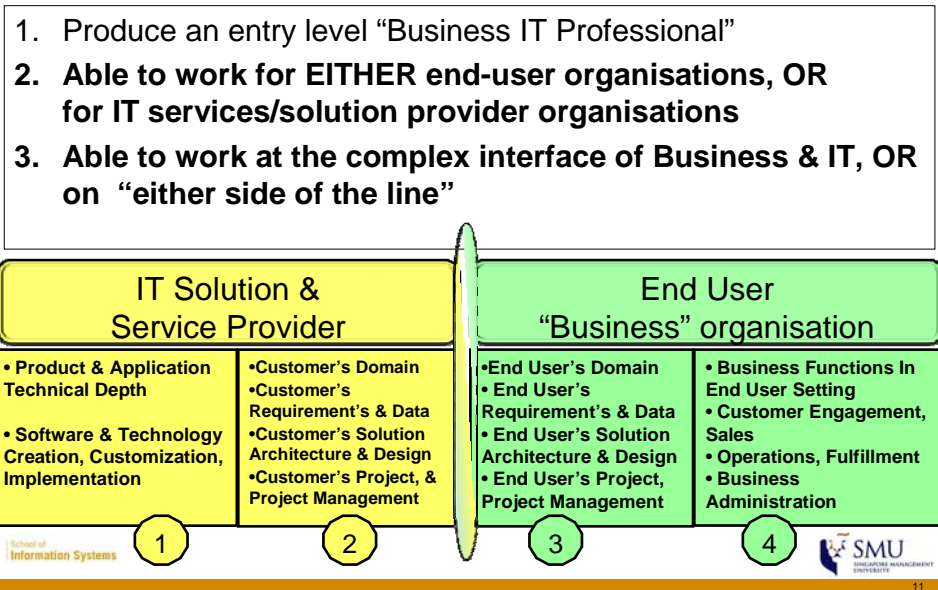 1. Produce an entry level “Business IT Professional”
2. Able to work for EITHER end-user organisations, OR
for IT services/solution provider organisations
3. Able to work at the complex interface of Business & IT, OR
on “either side of the line”
IT Solution &
Service Provider
End User
“Business” organisation
• Product & Application
Technical Depth
• Software & Technology
Creation, Customization,
Implementation
•Customer’s Domain
•Customer’s
Requirement’s & Data
•Customer’s Solution
Architecture & Design
•Customer’s Project, &
Project Management
•End User’s Domain
• End User’s
Requirement’s & Data
• End User’s Solution
Architecture & Design
• End User’s Project,
Project Management
• Business Functions In
End User Setting
• Customer Engagement,
Sales
• Operations, Fulfillment
• Business
Administration
1
2
3
4
School of
Information Systems
SMU
SINGAPORE MANAGEMENT
UNIVERSITY
11